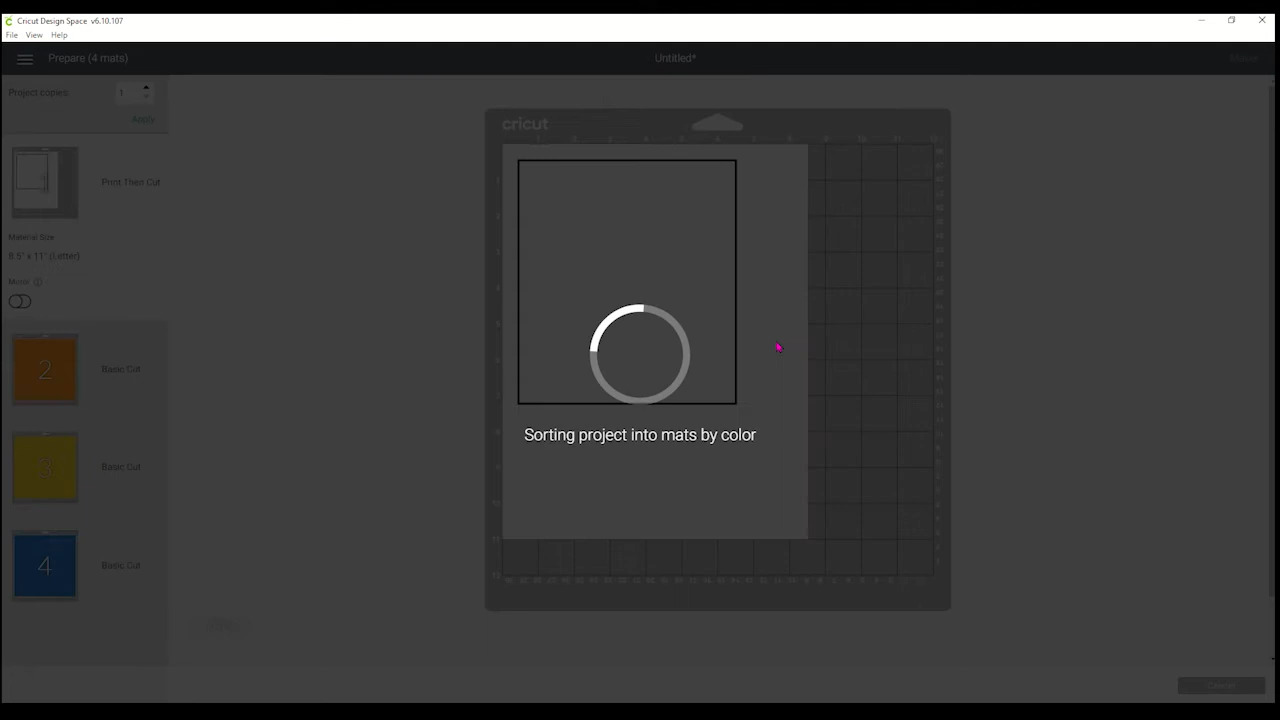 Cricut Design Space v6.10.107
File View Help
Prepare (4 mats)
Untitled*
Make
Project copies:
1
Apply
Print Then Cut
Material Size
8.5" x 11" (Letter)
Mirror
2
Basic Cut
3
Basic Cut
4
Basic Cut
cricut
Sorting project into mats by color
Cancel